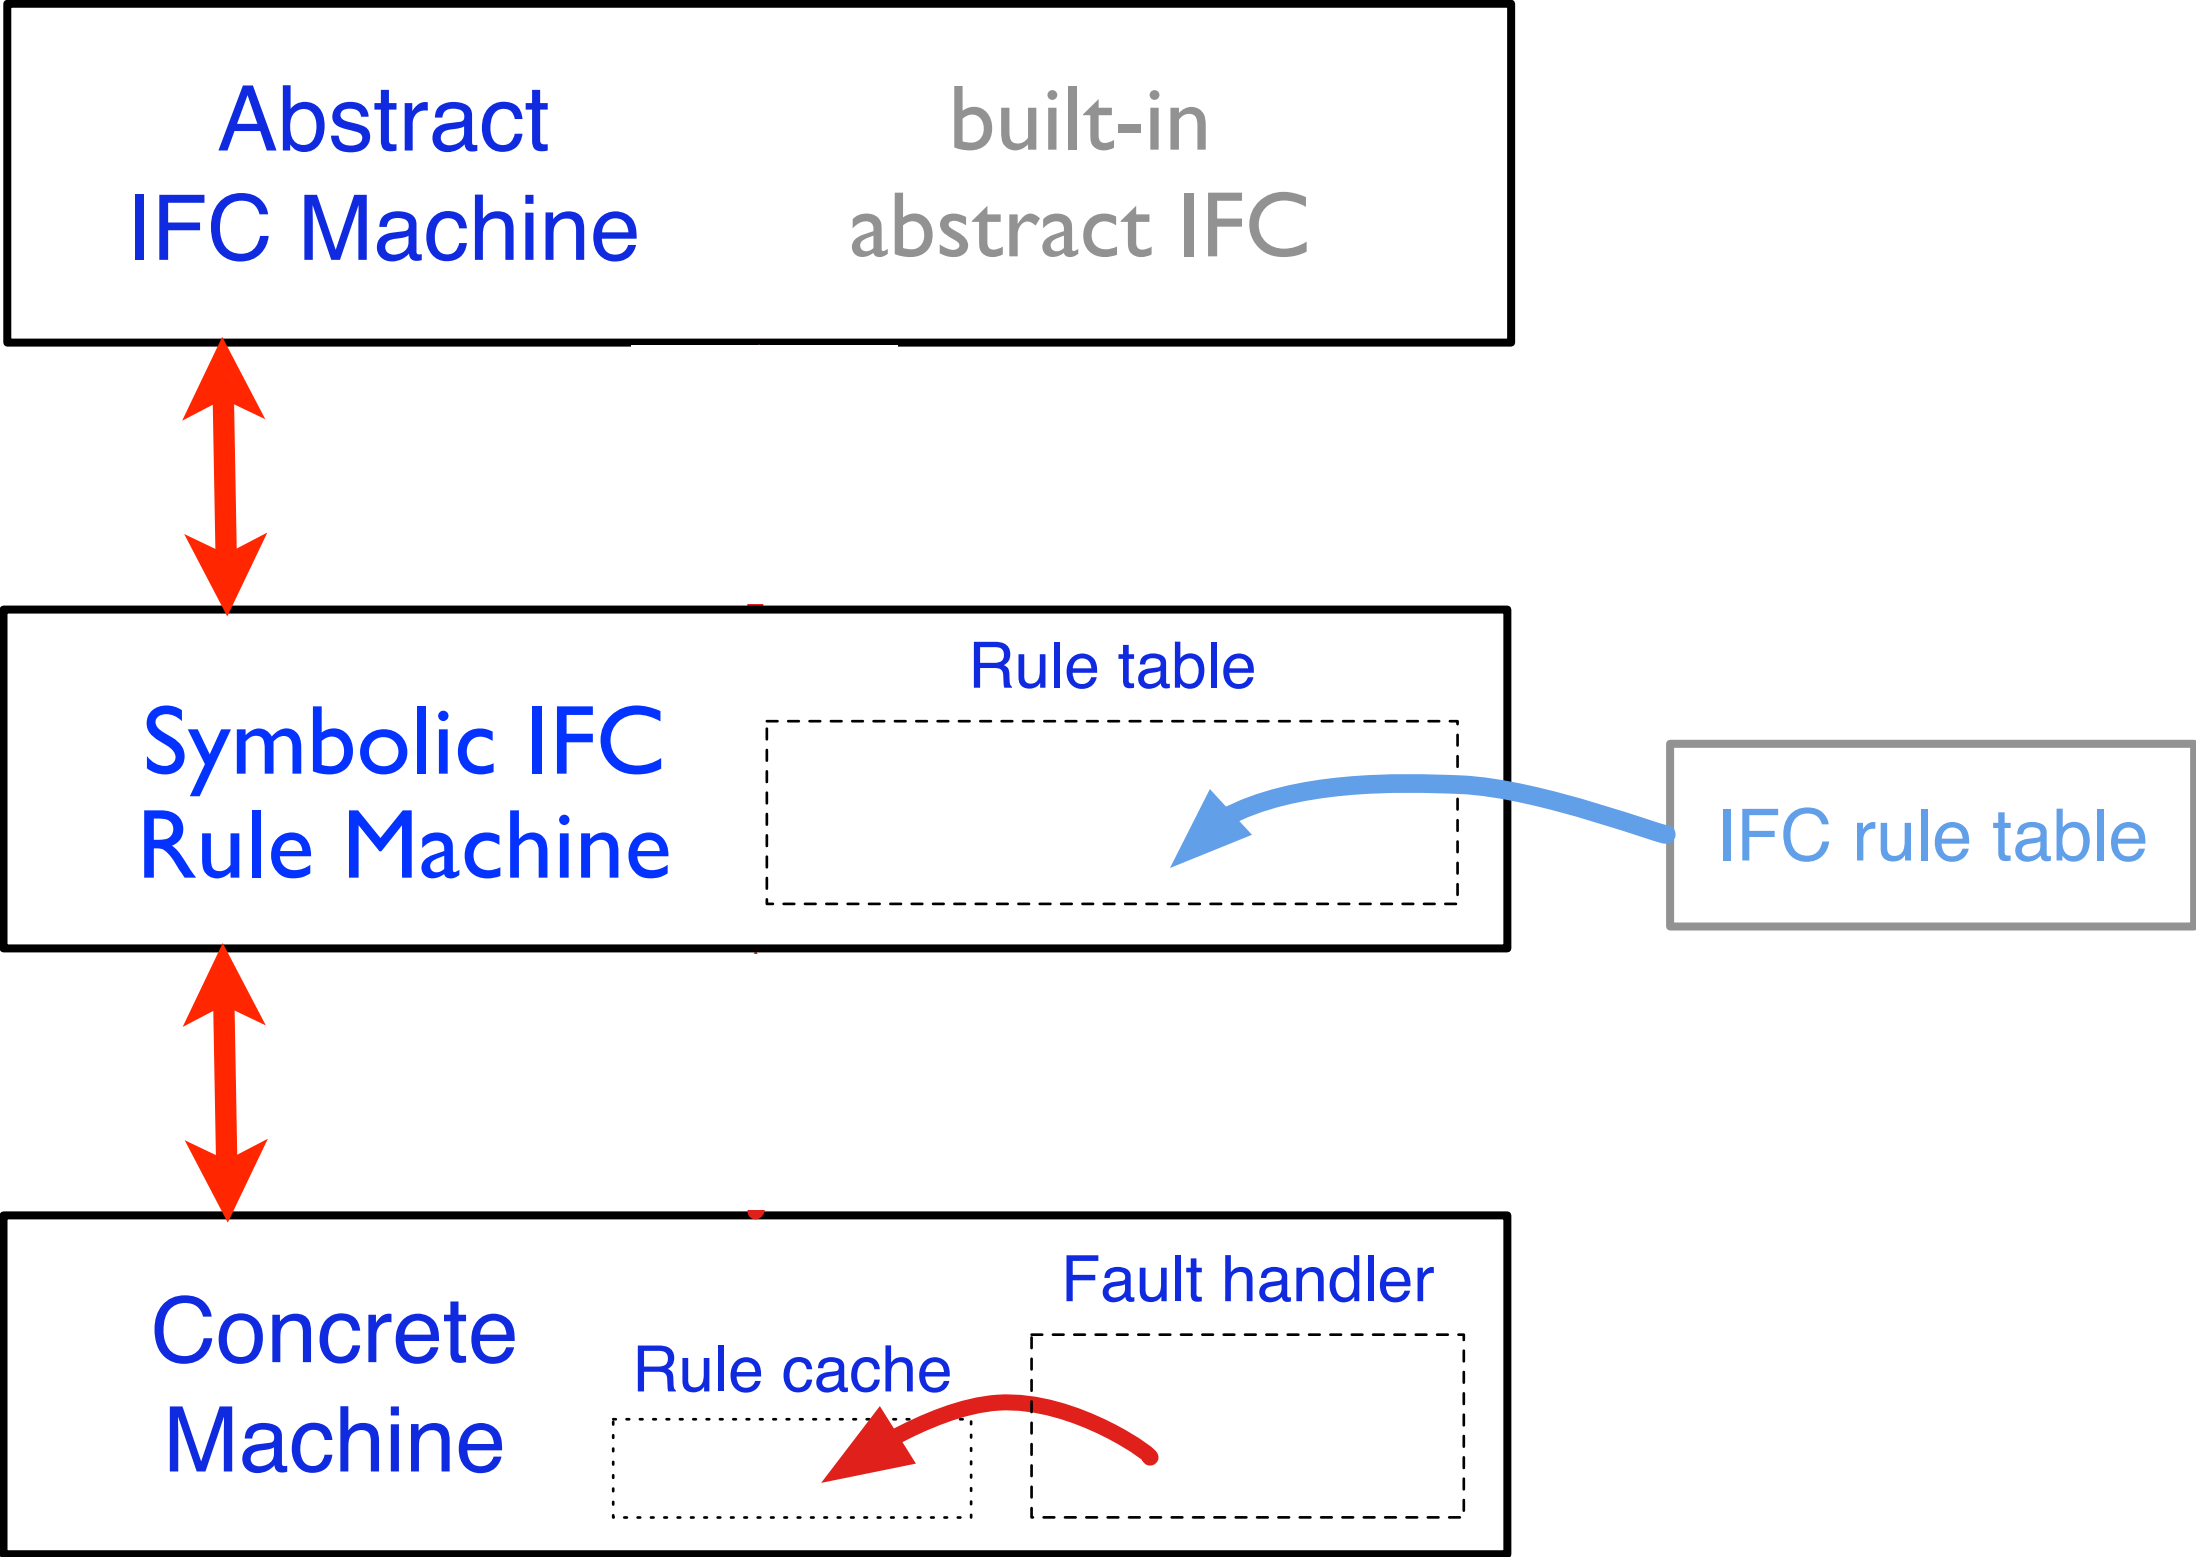 Abstract
IFC Machine
built-in
abstract IFC
Rule table
Symbolic IFC
Rule Machine
IFC rule table
Fault handler
Concrete
Machine
Rule cache